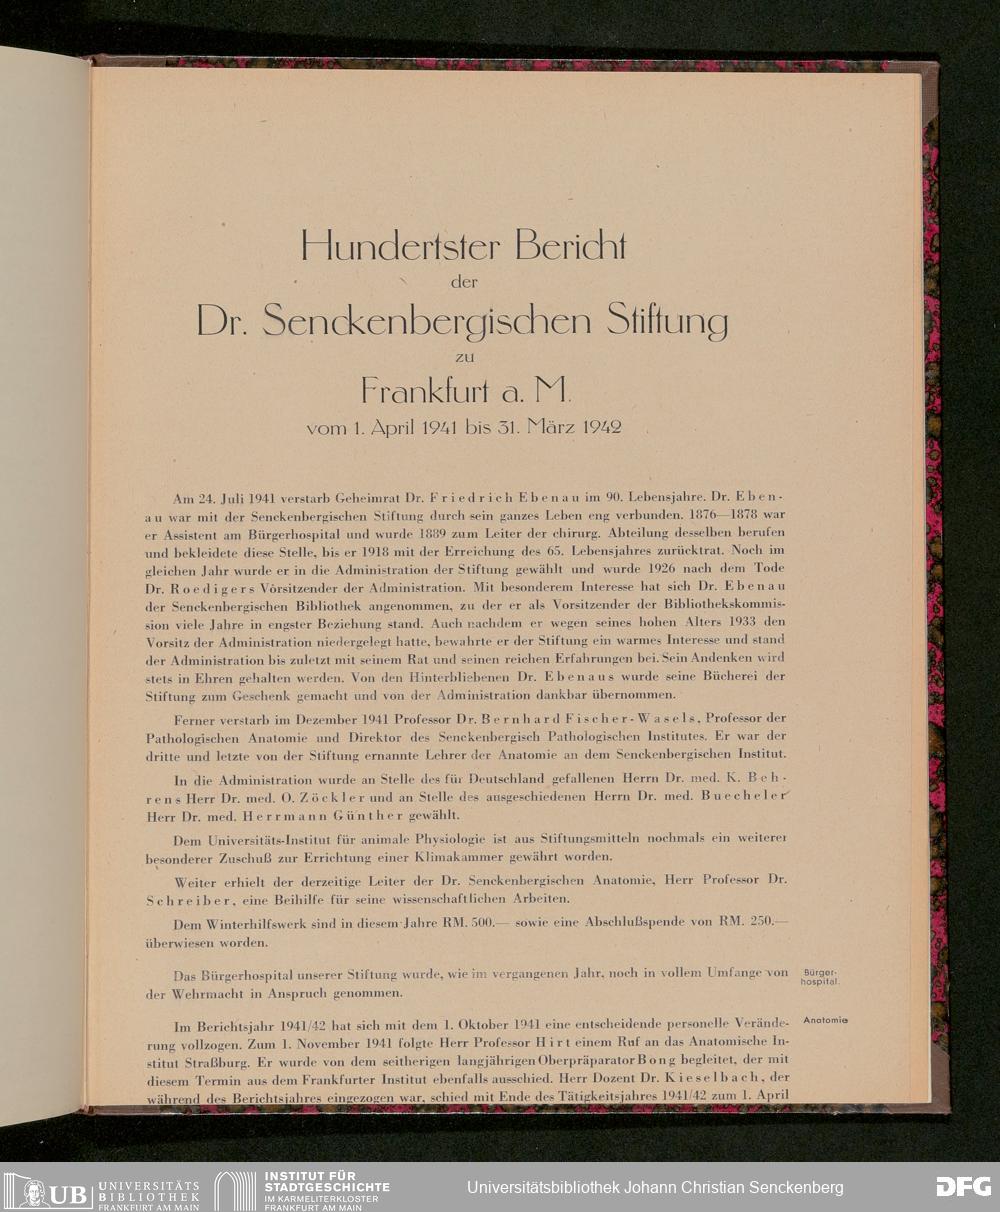 Hundertster Bericht
der
Dr. Senckenbergischen Stiftung
zu
Frankfurt a. M.
vom 1. April 1941 bis 31. März 1942
Am 24. Juli 1941 verstarb Geheimrat Dr. Friedrich Ebenau im 90. Lebensjahre. Dr. Eben-
au war mit der Senckenbergischen Stiftung durch sein ganzes Leben eng verbunden. 1876—1878 war
er Assistent am Bürgerhospital und wurde 1889 zum Leiter der chirurg. Abteilung desselben berufen
und bekleidete diese Stelle, bis er 1918 mit der Erreichung des 65. Lebensjahres zurücktrat. Noch im
gleichen Jahr wurde er in die Administration der Stiftung gewählt und wurde 1926 nach dem Tode
Dr. Roedigers Vorsitzender der Administration. Mit besonderem Interesse hat sich Dr. Ebenau
der Senckenbergischen Bibliothek angenommen, zu der er als Vorsitzender der Bibliothekskommis-
sion viele Jahre in engster Beziehung stand. Auch nachdem er wegen seines hohen Alters 1933 den
Vorsitz der Administration niedergelegt hatte, bewahrte er der Stiftung ein warmes Interesse und stand
der Administration bis zuletzt mit seinem Rat und seinen reichen Erfahrungen bei. Sein Andenken wird
stets in Ehren gehalten werden. Von den Hinterbliebenen Dr. Ebenaus wurde seine Bücherei der
Stiftung zum Geschenk gemacht und von der Administration dankbar übernommen.
Ferner verstarb im Dezember 1941 Professor Dr. Bernhard Fischer-Wasels, Professor der
Pathologischen Anatomie und Direktor des Senckenbergisch Pathologischen Institutes. Er war der
dritte und letzte von der Stiftung ernannte Lehrer der Anatomie an dem Senckenbergischen Institut.
In die Administration wurde an Stelle des für Deutschland gefallenen Herrn Dr. med. K. Beh-
rens Herr Dr. med. O. Zöckler und an Stelle des ausgeschiedenen Herrn Dr. med. Buecheler
Herr Dr. med. Herrmann Günther gewählt.
Dem Universitäts-Institut für animale Physiologie ist aus Stiftungsmitteln nochmals ein weiterer
besonderer Zuschuß zur Errichtung einer Klimakammer gewährt worden.
Weiter erhielt der derzeitige Leiter der Dr. Senckenbergischen Anatomie, Herr Professor Dr.
Schreiber, eine Beihilfe für seine wissenschaftlichen Arbeiten.
Dem Winterhilfswerk sind in diesem Jahre RM. 500.— sowie eine Abschlußspende von RM. 250.—
überwiesen worden.
Das Bürgerhospital unserer Stiftung wurde, wie im vergangenen Jahr, noch in vollem Umfange von
der Wehrmacht in Anspruch genommen.
Bürger-
hospital.
Im Berichtsjahr 1941/42 hat sich mit dem 1. Oktober 1941 eine entscheidende personelle Verände-
rung vollzogen. Zum 1. November 1941 folgte Herr Professor Hirt einem Ruf an das Anatomische In-
stitut Straßburg. Er wurde von dem seitherigen langjährigen Oberpräparator Bong begleitet, der mit
diesem Termin aus dem Frankfurter Institut ebenfalls ausschied. Herr Dozent Dr. Kieselbach, der
während des Berichtsjahres eingezogen war, schied mit Ende des Tätigkeitsjahres 1941/42 zum 1. April
Anatomie
UB UNIVERSITÄTS
BIBLIOTHEK
FRANKFURT AM MAIN
INSTITUT FÜR
STADTGESCHICHTE
IM KARMELITERKLOSTER
FRANKFURT AM MAIN
Universitätsbibliothek Johann Christian Senckenberg
DFG